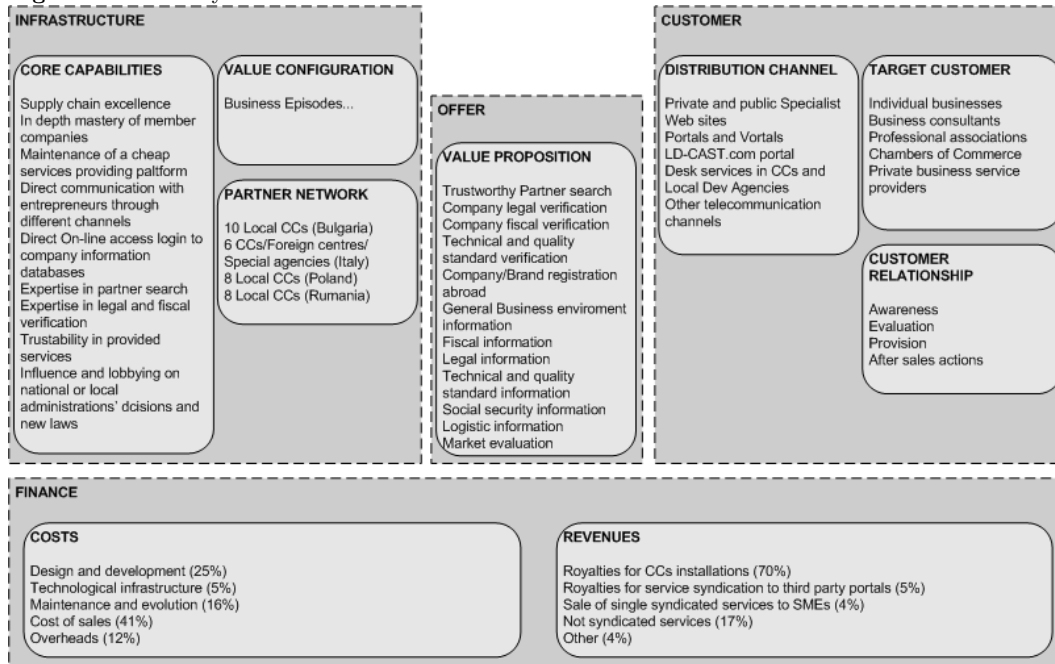 INFRASTRUCTURE
CORE CAPABILITIES
Supply chain excellence
In depth mastery of member
companies
Maintenance of a cheap
services providing paltform
Direct communication with
entrepreneurs through
different channels
Direct On-line access login to
company information
databases
Expertise in partner search
Expertise in legal and fiscal
verification
Trustability in provided
services
Influence and lobbying on
national or local
administrations' dcisions and
new laws
VALUE CONFIGURATION
Business Episodes...
PARTNER NETWORK
10 Local CCs (Bulgaria)
6 CCs/Foreign centres/
Special agencies (Italy)
8 Local CCs (Poland)
8 Local CCs (Rumania)
OFFER
VALUE PROPOSITION
Trustworthy Partner search
Company legal verification
Company fiscal verification
Technical and quality
standard verification
Company/Brand registration
abroad
General Business enviroment
information
Fiscal information
Legal information
Technical and quality
standard information
Social security information
Logistic information
Market evaluation
CUSTOMER
DISTRIBUTION CHANNEL
Private and public Specialist
Web sites
Portals and Vortals
LD-CAST.com portal
Desk services in CCs and
Local Dev Agencies
Other telecommunication
channels
TARGET CUSTOMER
Individual businesses
Business consultants
Professional associations
Chambers of Commerce
Private business service
providers
CUSTOMER
RELATIONSHIP
Awareness
Evaluation
Provision
After sales actions
FINANCE
COSTS
Design and development (25%)
Technological infrastructure (5%)
Maintenance and evolution (16%)
Cost of sales (41%)
Overheads (12%)
REVENUES
Royalties for CCs installations (70%)
Royalties for service syndication to third party portals (5%)
Sale of single syndicated services to SMEs (4%)
Not syndicated services (17%)
Other (4%)